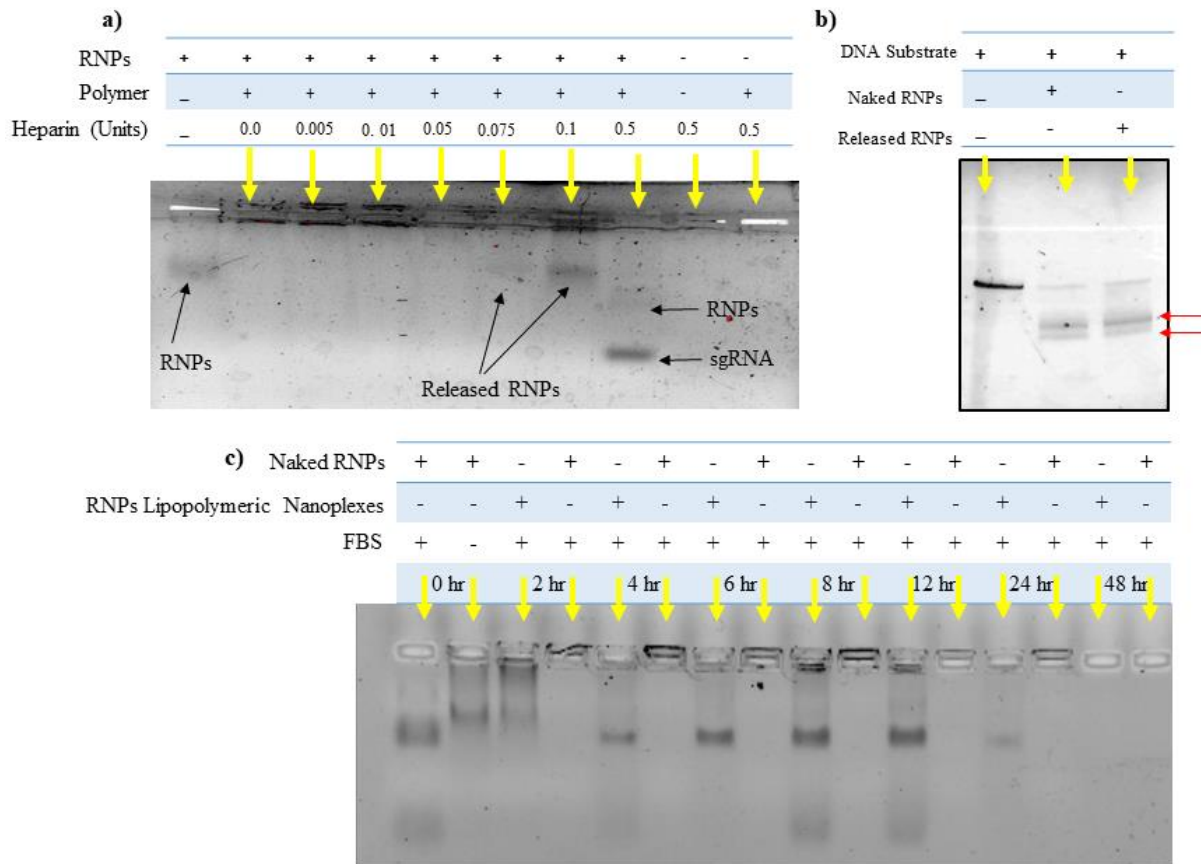 a)
RNPs + + + + + + + + - -
Polymer _ + + + + + + + - +
Heparin (Units) _ 0.0 0.005 0. 01 0.05 0.075 0.1 0.5 0.5 0.5
RNPs
Released RNPs
RNPs
sgRNA
b)
DNA Substrate + + +
Naked RNPs _ + -
Released RNPs _ - +
c)
Naked RNPs + + - + - + - + - + - + - + - +
RNPs Lipopolymeric Nanoplexes - - + - + - + - + - + - + - + -
FBS + - + + + + + + + + + + + + + +
0 hr 2 hr 4 hr 6 hr 8 hr 12 hr 24 hr 48 hr